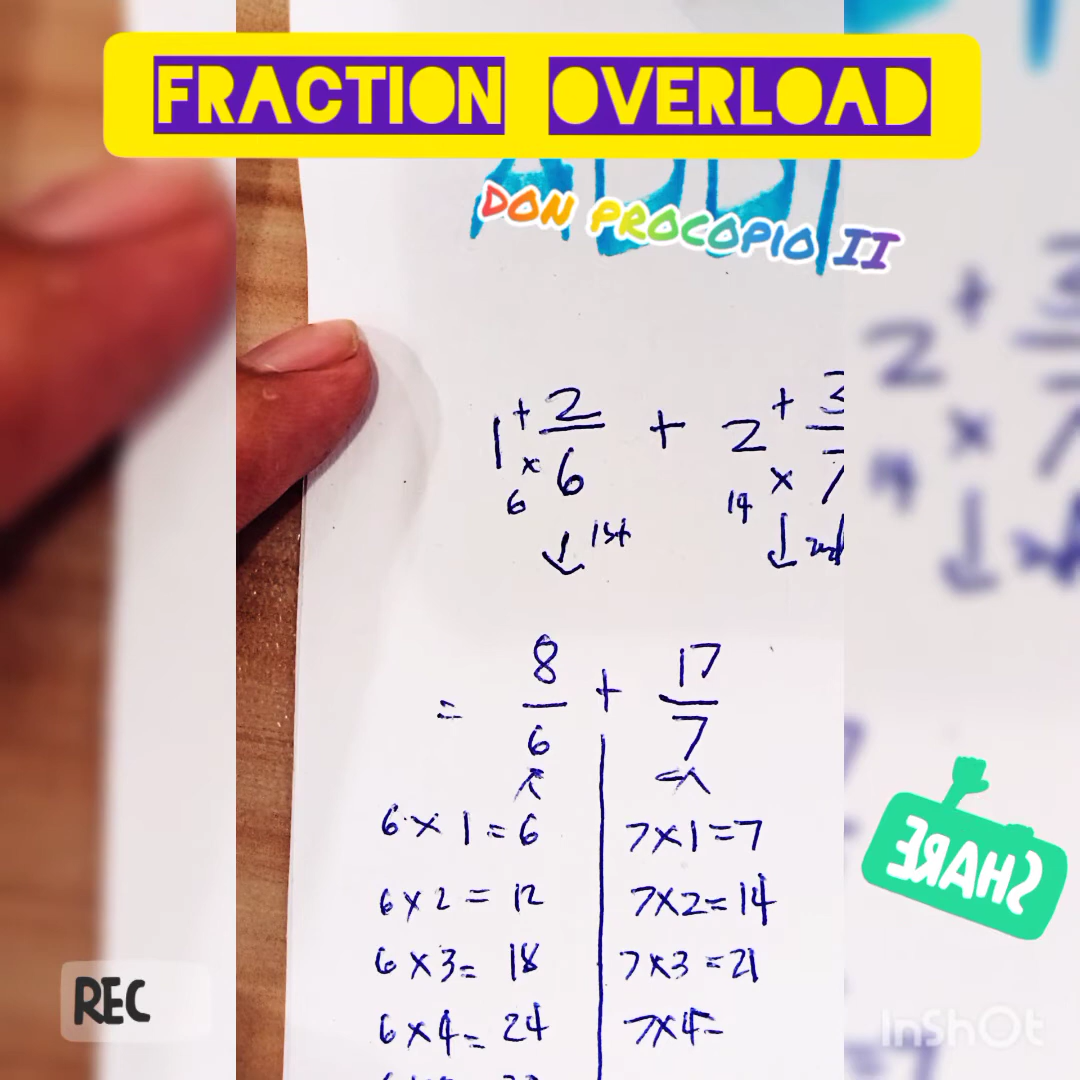 FRACTION OVERLOAD
ADDI
DON PROCOPIO II
1 + 2/6 + 2 + 3/7
x x
6 14
↓ 1st ↓ 2nd
= 8/6 + 17/7
6 x 1 = 6 7 x 1 = 7
6 x 2 = 12 7 x 2 = 14
6 x 3 = 18 7 x 3 = 21
6 x 4 = 24 7 x 4 =
SHARE
REC
InShOt